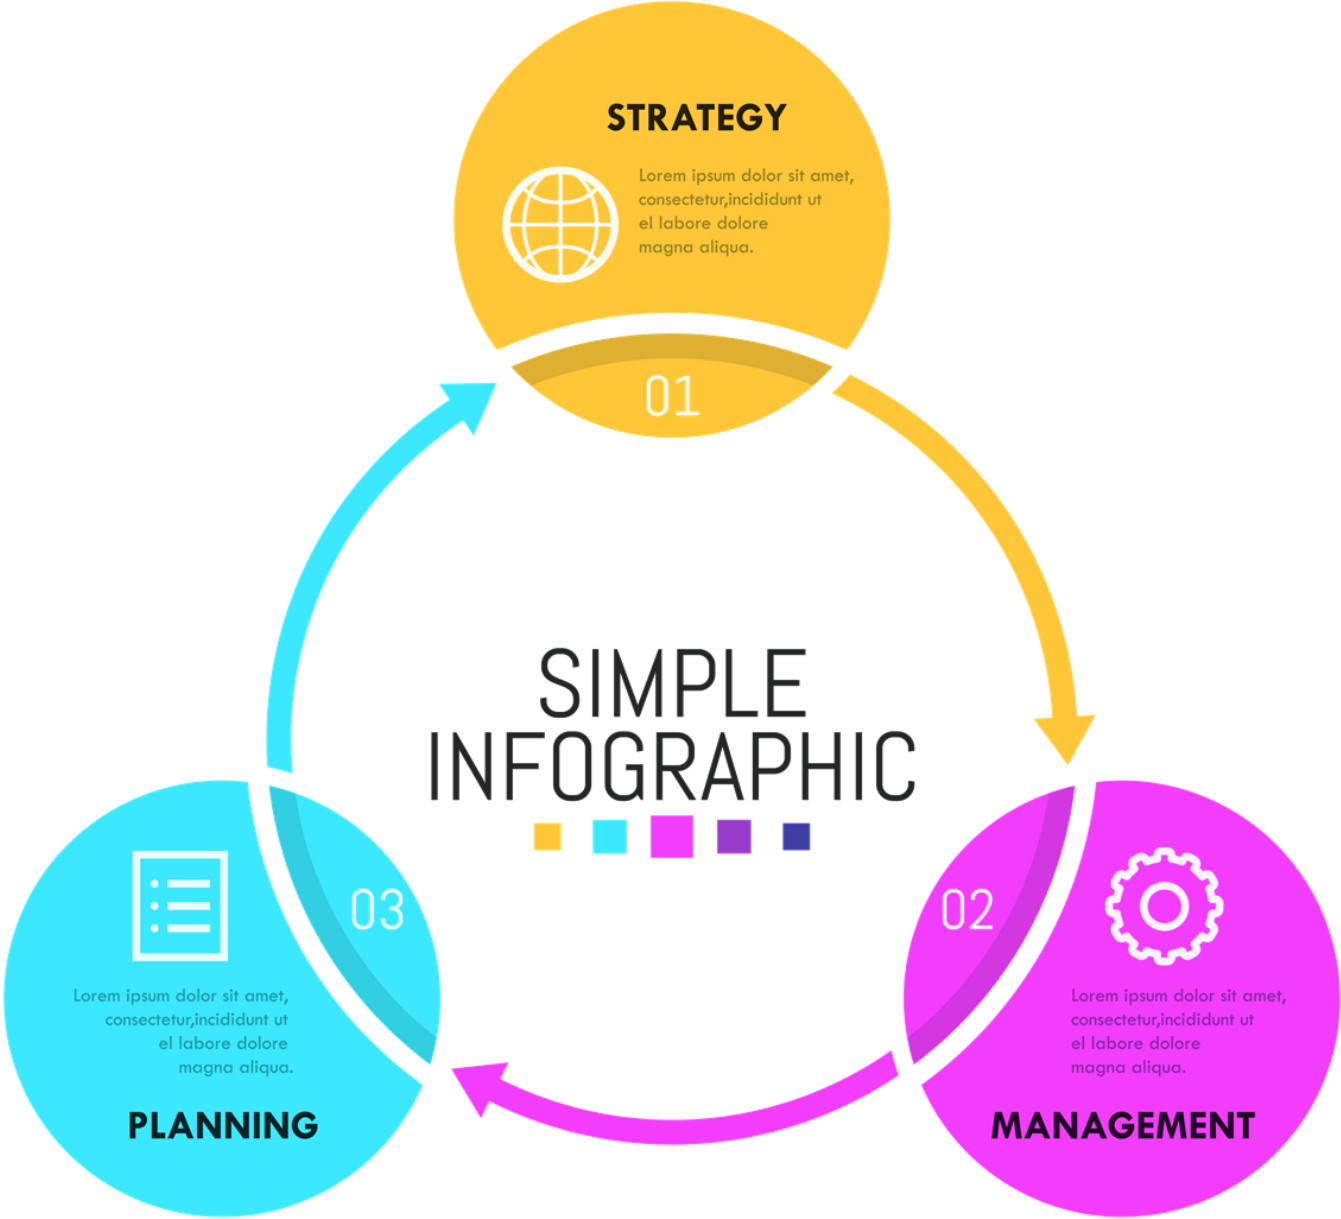 STRATEGY
Lorem ipsum dolor sit amet,
consectetur,incididunt ut
el labore dolore
magna aliqua.
01
SIMPLE
INFOGRAPHIC
02
Lorem ipsum dolor sit amet,
consectetur,incididunt ut
el labore dolore
magna aliqua.
MANAGEMENT
03
Lorem ipsum dolor sit amet,
consectetur,incididunt ut
el labore dolore
magna aliqua.
PLANNING